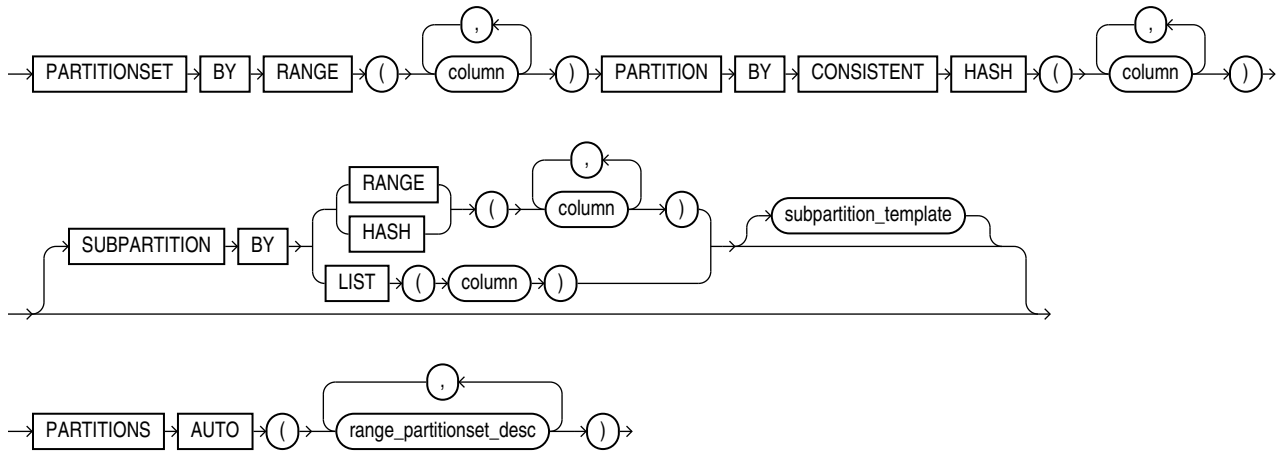 ,
,
PARTITIONSET BY RANGE ( column ) PARTITION BY CONSISTENT HASH ( column )
,
RANGE
HASH
( column )
subpartition_template
SUBPARTITION BY
LIST ( column )
,
PARTITIONS AUTO ( range_partitionset_desc )